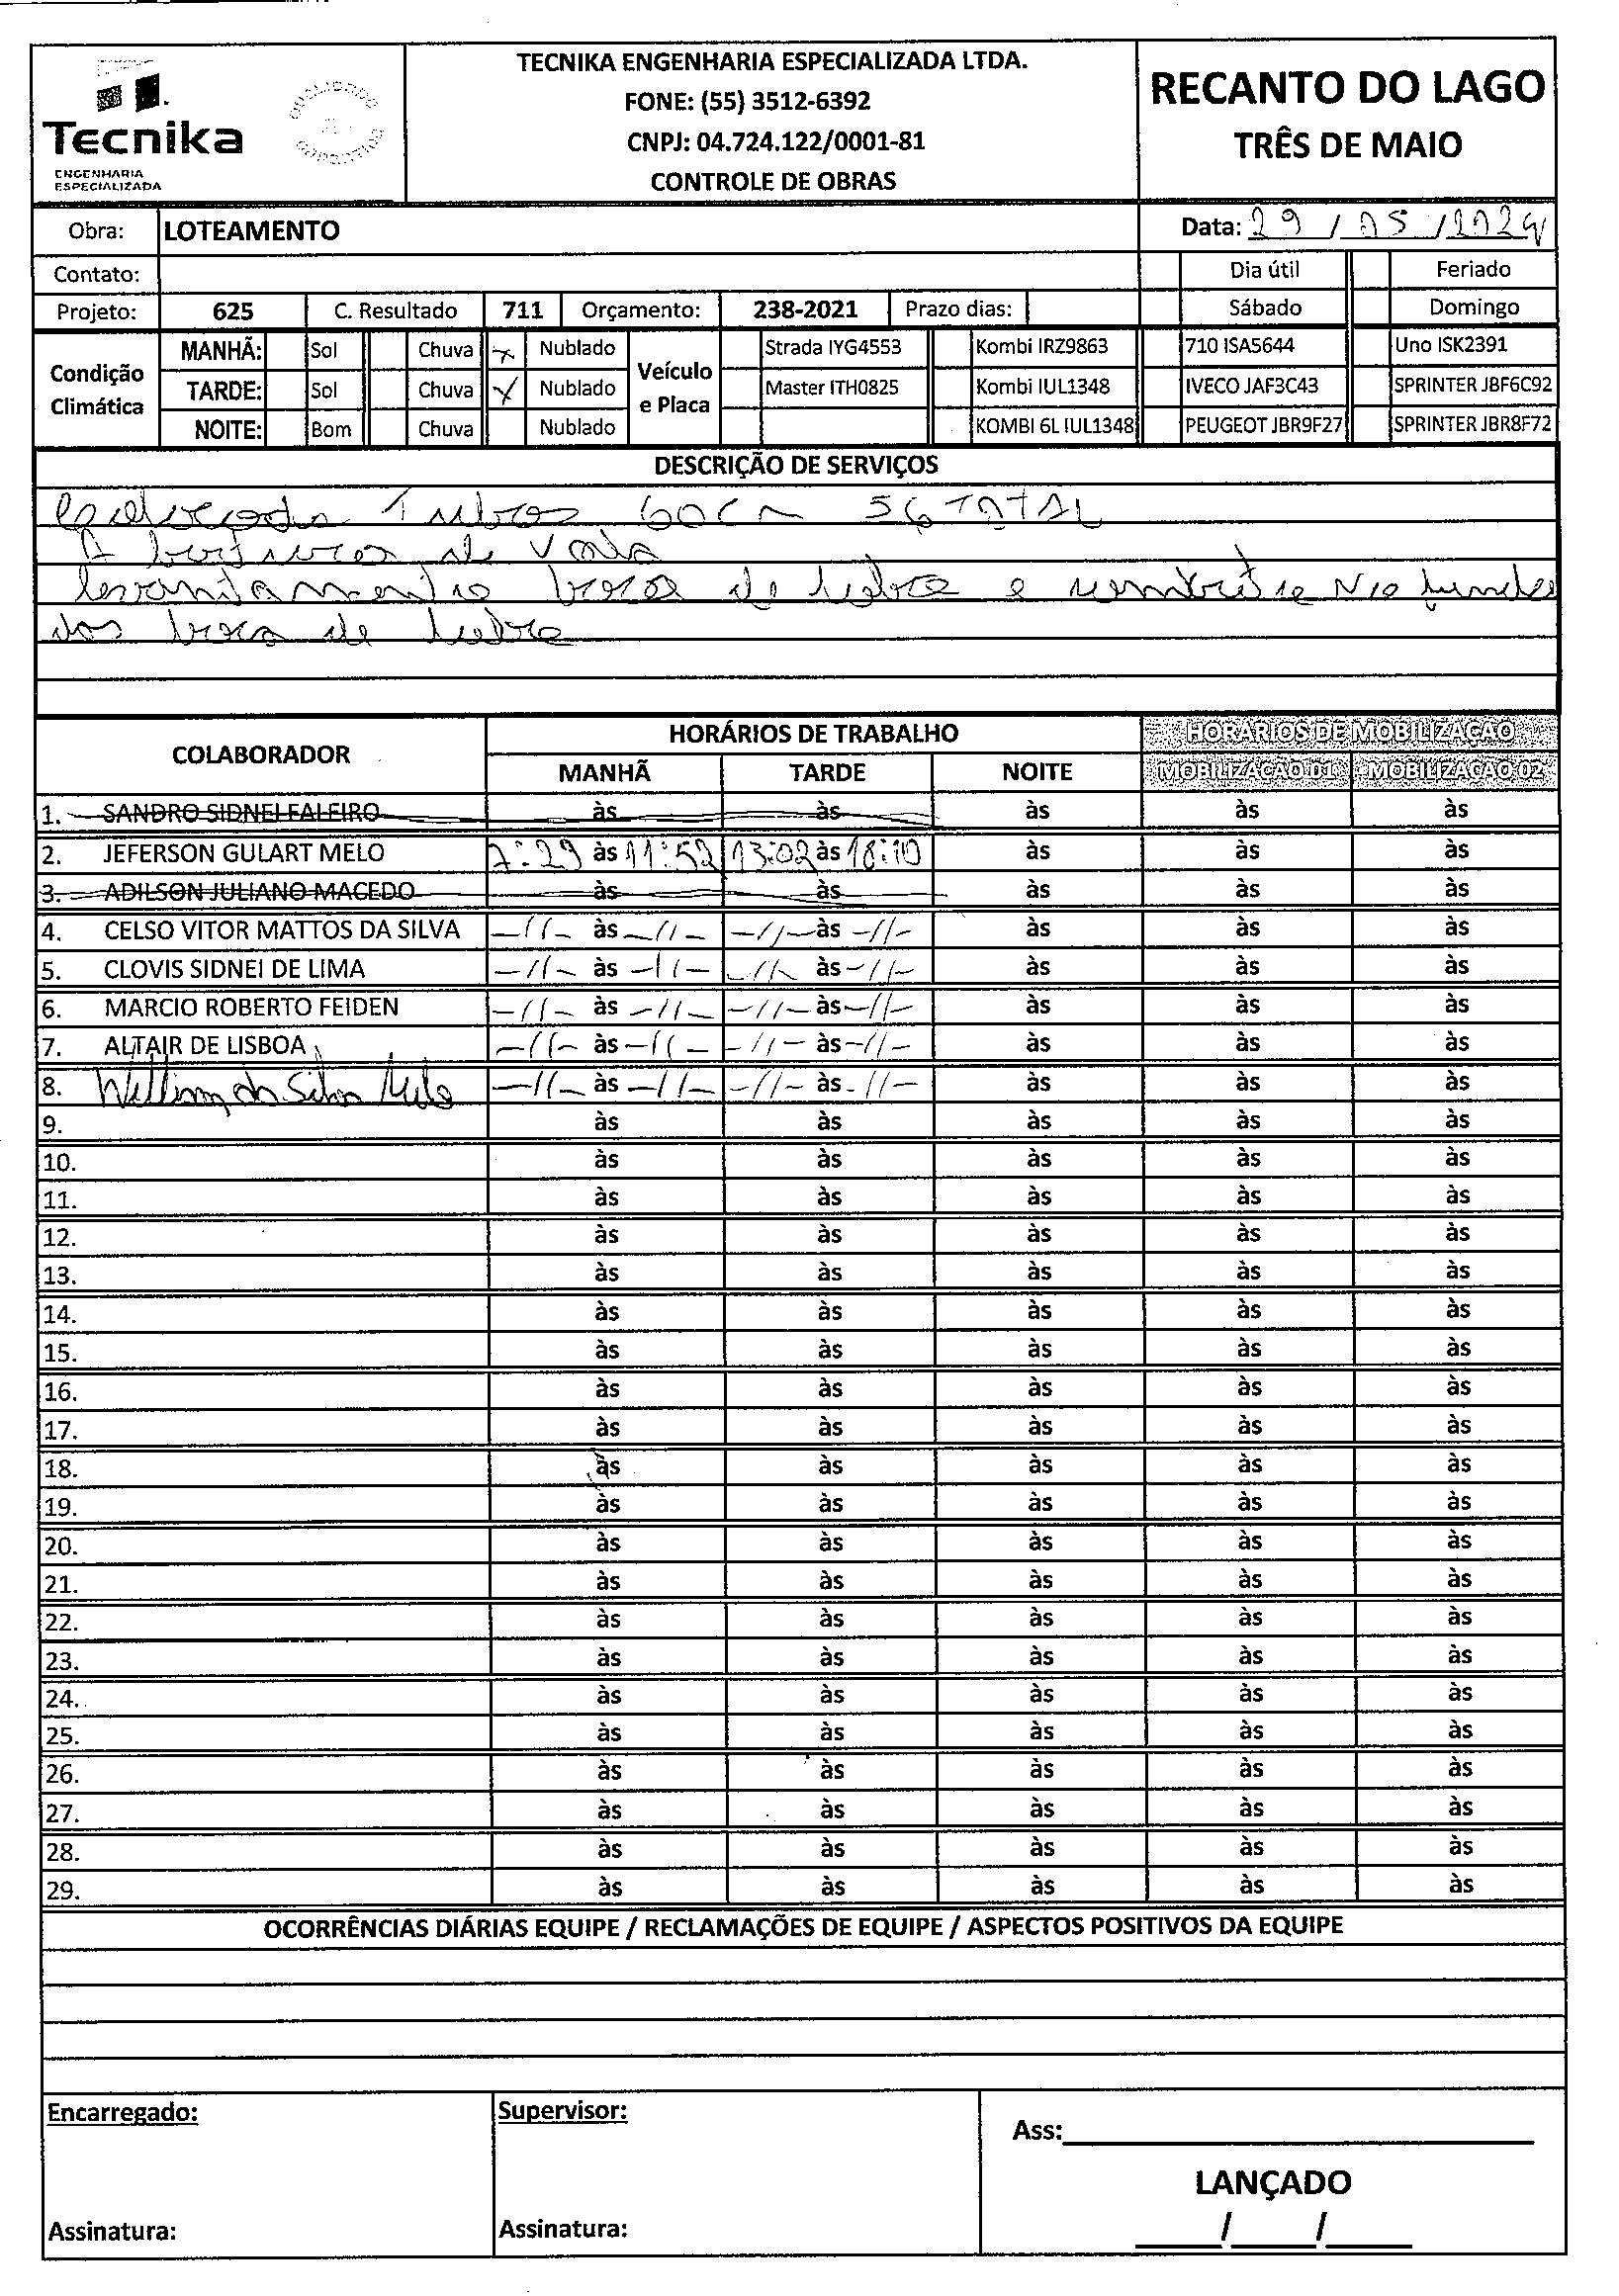 Tecnika
ENGENHARIA
ESPECIALIZADA
TECNIKA ENGENHARIA ESPECIALIZADA LTDA.
FONE: (55) 3512-6392
CNPJ: 04.724.122/0001-81
CONTROLE DE OBRAS
RECANTO DO LAGO
TRÊS DE MAIO
Obra: LOTEAMENTO Data: 29 / 05 / 2024
Contato: Dia útil Feriado
Projeto: 625 C. Resultado 711 Orçamento: 238-2021 Prazo dias: Sábado Domingo
Condição Climática Veículo e Placa
MANHÃ: Sol Chuva x Nublado Strada IYG4553 Kombi IRZ9863 710 ISA5644 Uno ISK2391
TARDE: Sol Chuva x Nublado Master ITH0825 Kombi IUL1348 IVECO JAF3C43 SPRINTER JBF6C92
NOITE: Bom Chuva Nublado KOMBI 6L IUL1348 PEUGEOT JBR9F27 SPRINTER JBR8F72
DESCRIÇÃO DE SERVIÇOS
Tubos 60cm 56 TOTAL
de Vala
bocas de lobo e
dos boca de lobo
COLABORADOR HORÁRIOS DE TRABALHO HORÁRIOS DE MOBILIZAÇÃO
MANHÃ TARDE NOITE MOBILIZAÇÃO 01 MOBILIZAÇÃO 02
1. SANDRO SIDNEI FALEIRO às às às às às
2. JEFERSON GULART MELO 7:29 às 11:52 13:02 às 18:10 às às às
3. ADILSON JULIANO MACEDO às às às às às
4. CELSO VITOR MATTOS DA SILVA -//- às -//- -//- às -//- às às às
5. CLOVIS SIDNEI DE LIMA -//- às -//- -//- às -//- às às às
6. MARCIO ROBERTO FEIDEN -//- às -//- -//- às -//- às às às
7. ALTAIR DE LISBOA -//- às -//- -//- às -//- às às às
8. William da Silva Melo -//- às -//- -//- às -//- às às às
9. às às às às às
10. às às às às às
11. às às às às às
12. às às às às às
13. às às às às às
14. às às às às às
15. às às às às às
16. às às às às às
17. às às às às às
18. às às às às às
19. às às às às às
20. às às às às às
21. às às às às às
22. às às às às às
23. às às às às às
24. às às às às às
25. às às às às às
26. às às às às às
27. às às às às às
28. às às às às às
29. às às às às às
OCORRÊNCIAS DIÁRIAS EQUIPE / RECLAMAÇÕES DE EQUIPE / ASPECTOS POSITIVOS DA EQUIPE
Encarregado: Supervisor: Ass:
LANÇADO
Assinatura: Assinatura: / /